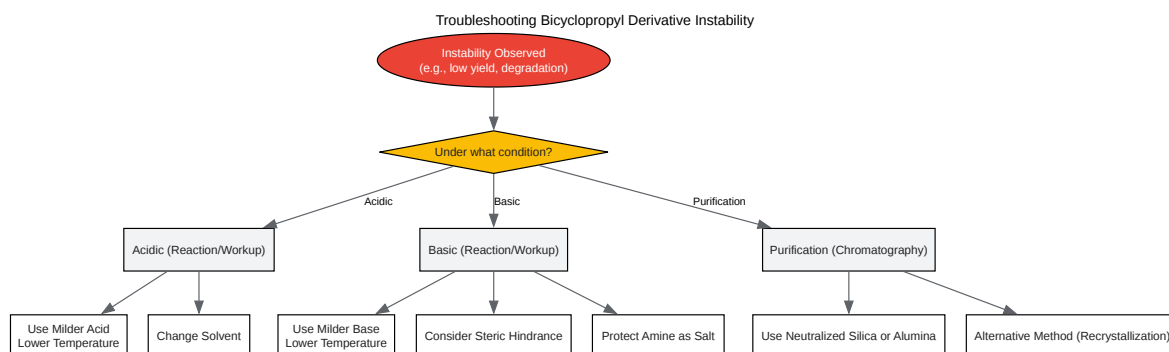 Troubleshooting Bicyclopropyl Derivative Instability
Instability Observed
(e.g., low yield, degradation)
Under what condition?
Acidic
Basic
Purification
Acidic (Reaction/Workup)
Basic (Reaction/Workup)
Purification (Chromatography)
Use Milder Acid
Lower Temperature
Change Solvent
Use Milder Base
Lower Temperature
Consider Steric Hindrance
Protect Amine as Salt
Use Neutralized Silica or Alumina
Alternative Method (Recrystallization)